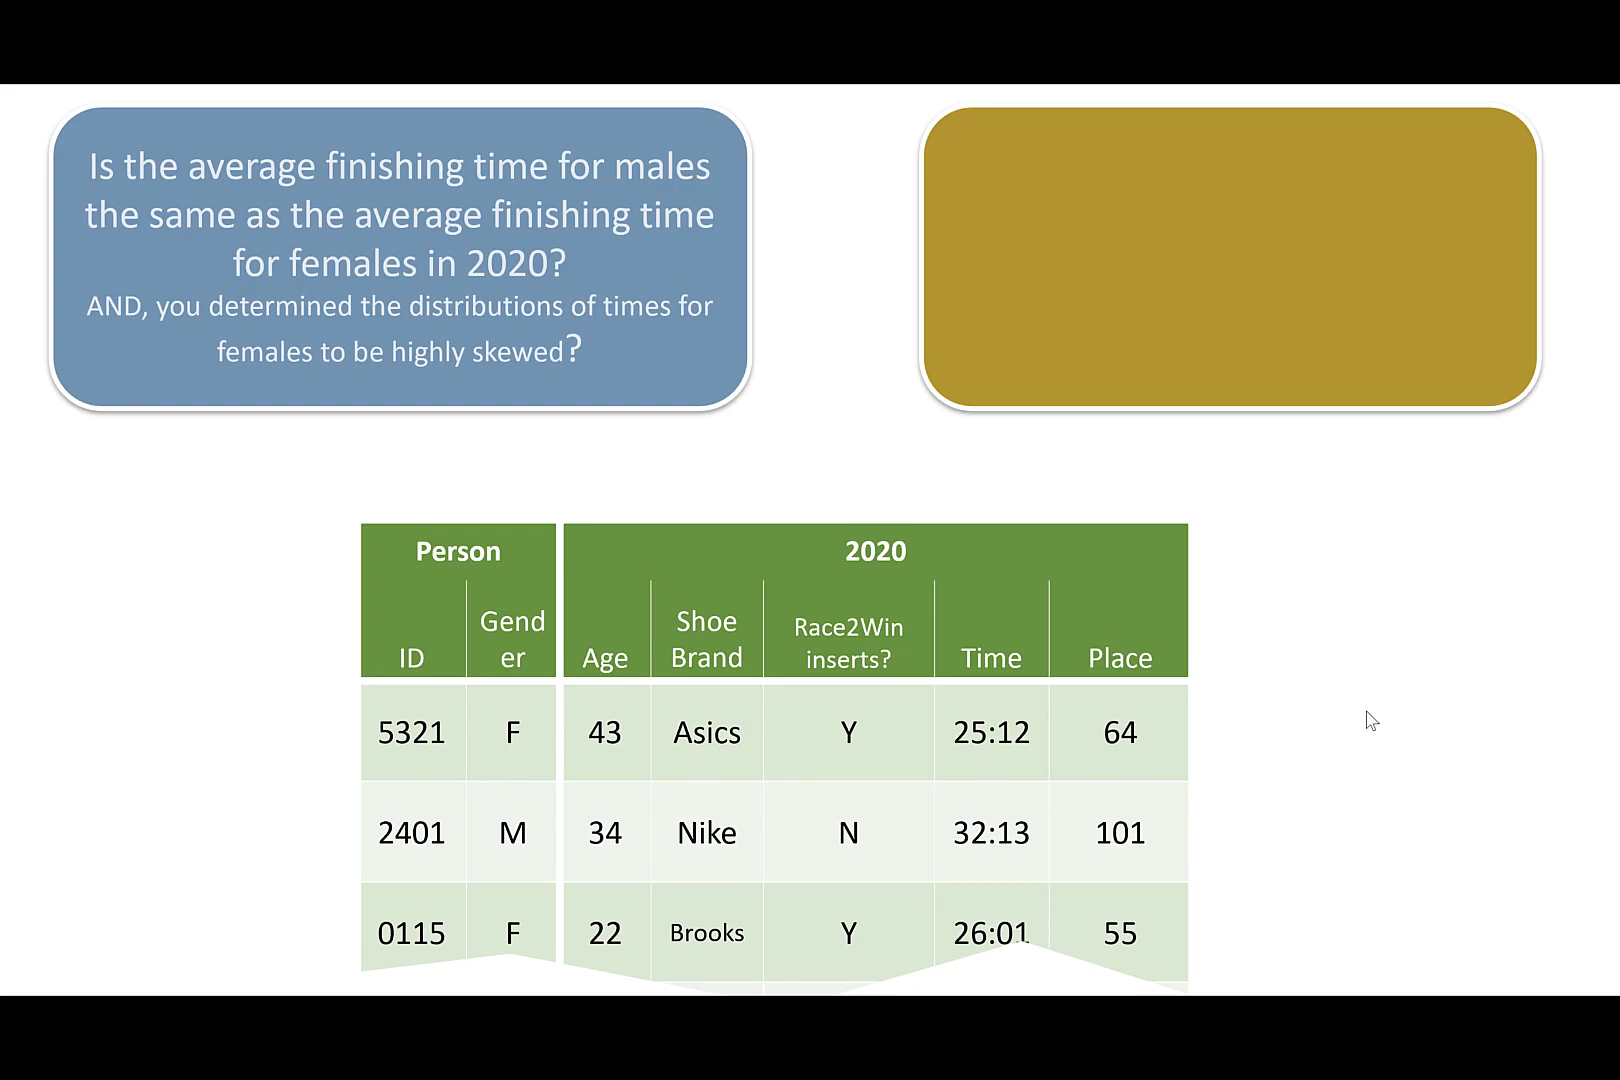 Is the average finishing time for males
the same as the average finishing time
for females in 2020?
AND, you determined the distributions of times for
females to be highly skewed?
Person 2020
ID Gend
er Age Shoe
Brand Race2Win
inserts? Time Place
5321 F 43 Asics Y 25:12 64
2401 M 34 Nike N 32:13 101
0115 F 22 Brooks Y 26:01 55